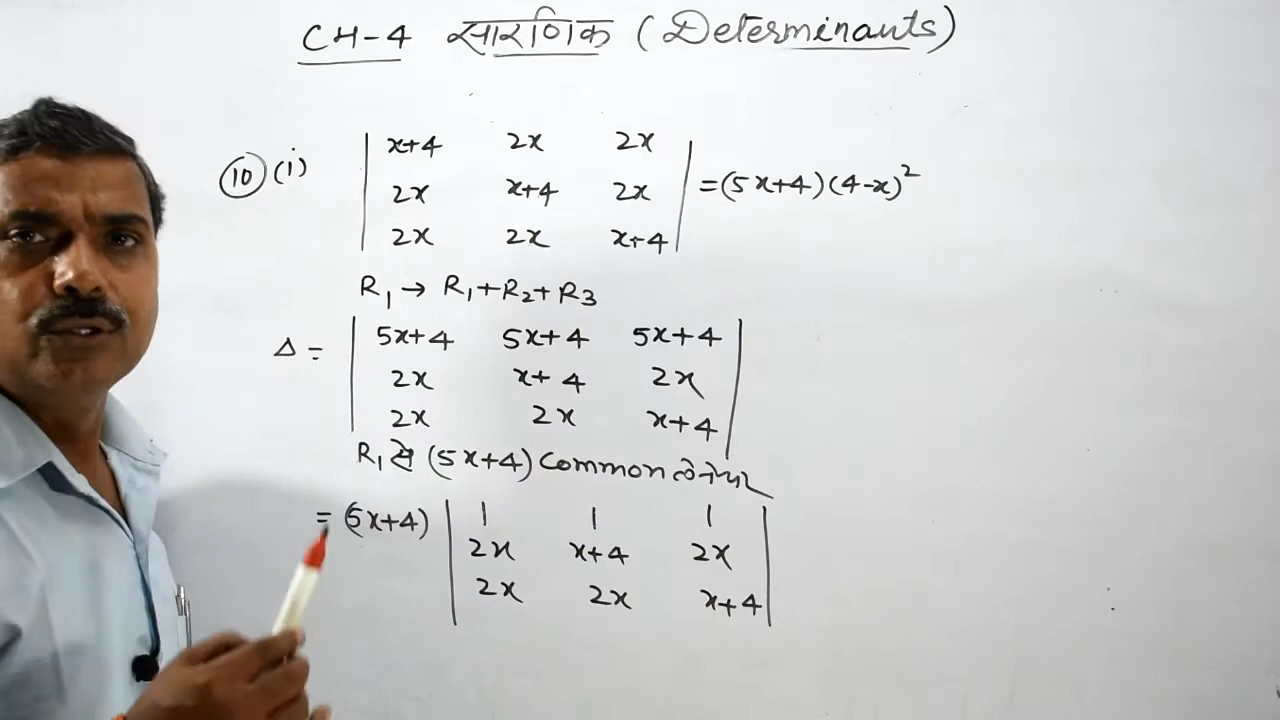 CH-4 सारणिक (Determinants)
10 (i) | x+4 2x 2x |
| 2x x+4 2x | = (5x+4)(4-x)²
| 2x 2x x+4 |
R₁ → R₁+R₂+R₃
Δ = | 5x+4 5x+4 5x+4 |
| 2x x+4 2x |
| 2x 2x x+4 |
R₁ से (5x+4) Common लेने पर
= (5x+4) | 1 1 1 |
| 2x x+4 2x |
| 2x 2x x+4 |